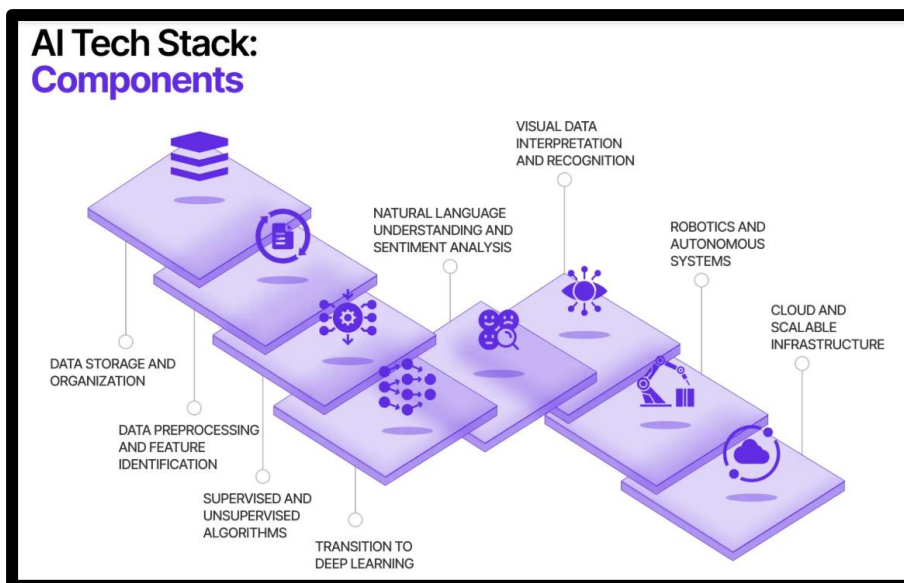 AI Tech Stack:
Components
DATA STORAGE AND
ORGANIZATION
DATA PREPROCESSING
AND FEATURE
IDENTIFICATION
SUPERVISED AND
UNSUPERVISED
ALGORITHMS
TRANSITION TO
DEEP LEARNING
NATURAL LANGUAGE
UNDERSTANDING AND
SENTIMENT ANALYSIS
VISUAL DATA
INTERPRETATION
AND RECOGNITION
ROBOTICS AND
AUTONOMOUS
SYSTEMS
CLOUD AND
SCALABLE
INFRASTRUCTURE